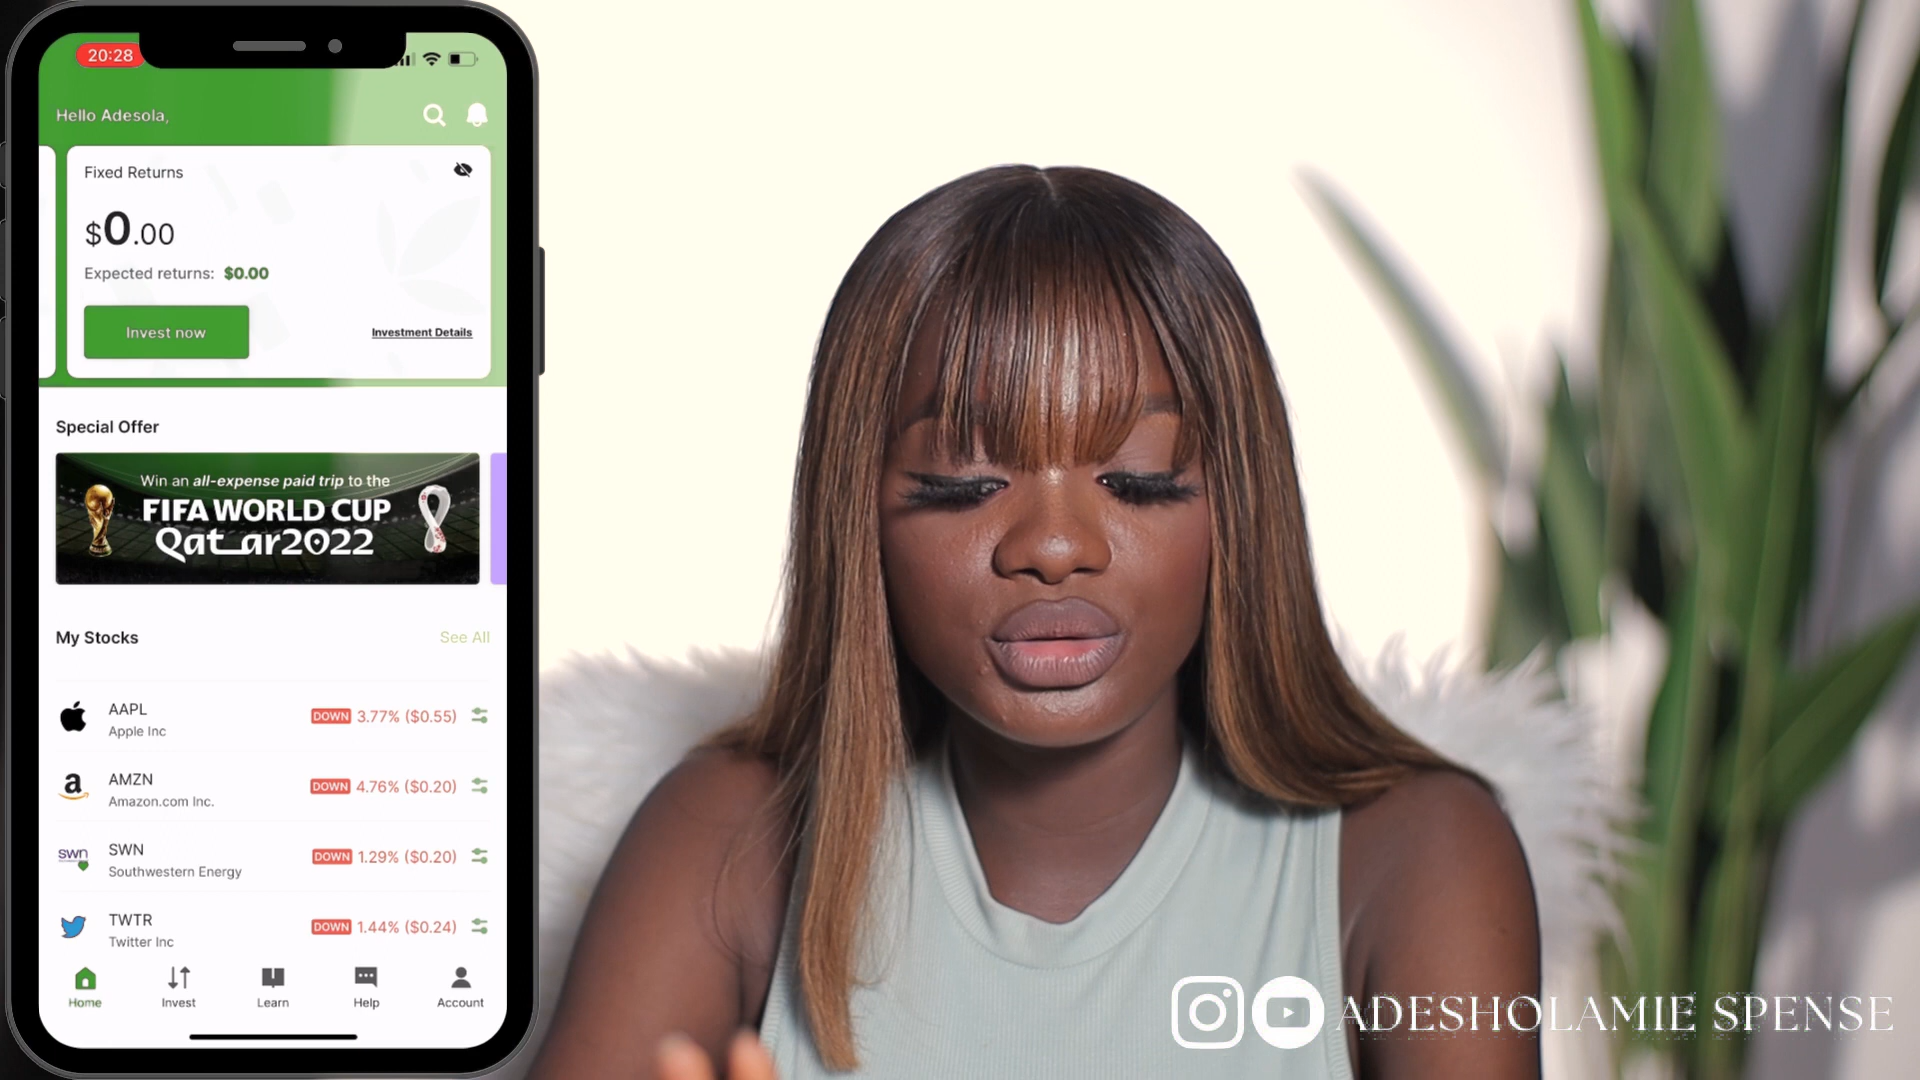 20:28
Hello Adesola,
Fixed Returns
$0.00
Expected returns: $0.00
Invest now
Investment Details
Special Offer
Win an all-expense paid trip to the
FIFA WORLD CUP
Qatar2022
My Stocks
See All
AAPL
Apple Inc
DOWN 3.77% ($0.55)
a
AMZN
Amazon.com Inc.
DOWN 4.76% ($0.20)
swn
SWN
Southwestern Energy
DOWN 1.29% ($0.20)
TWTR
Twitter Inc
DOWN 1.44% ($0.24)
Home
Invest
Learn
Help
Account
ADESHOLAMIE SPENSE